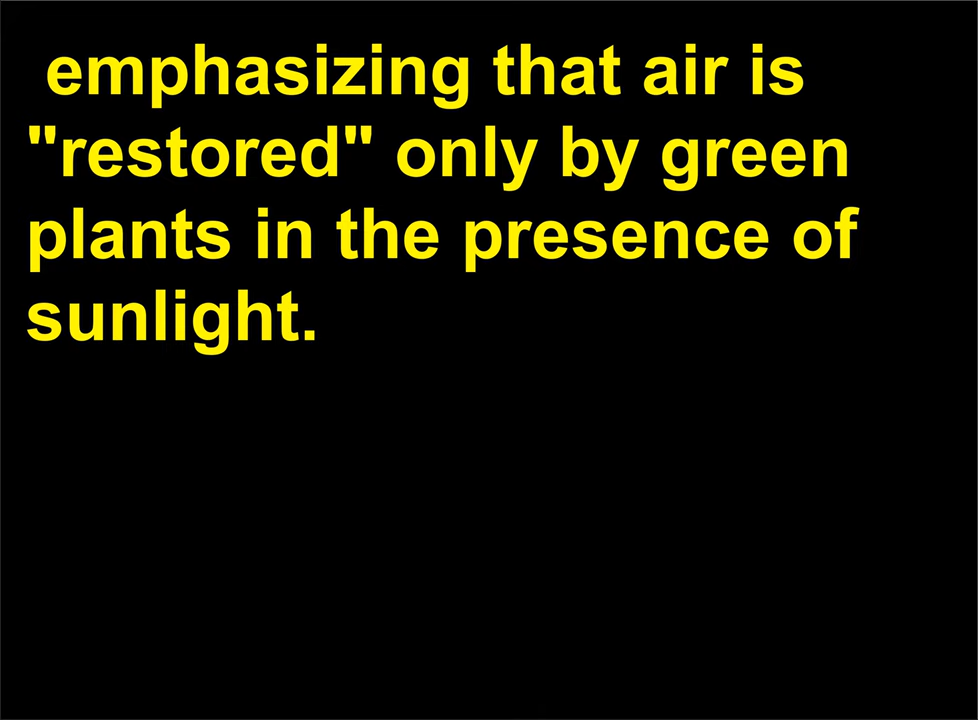 emphasizing that air is
"restored" only by green
plants in the presence of
sunlight.